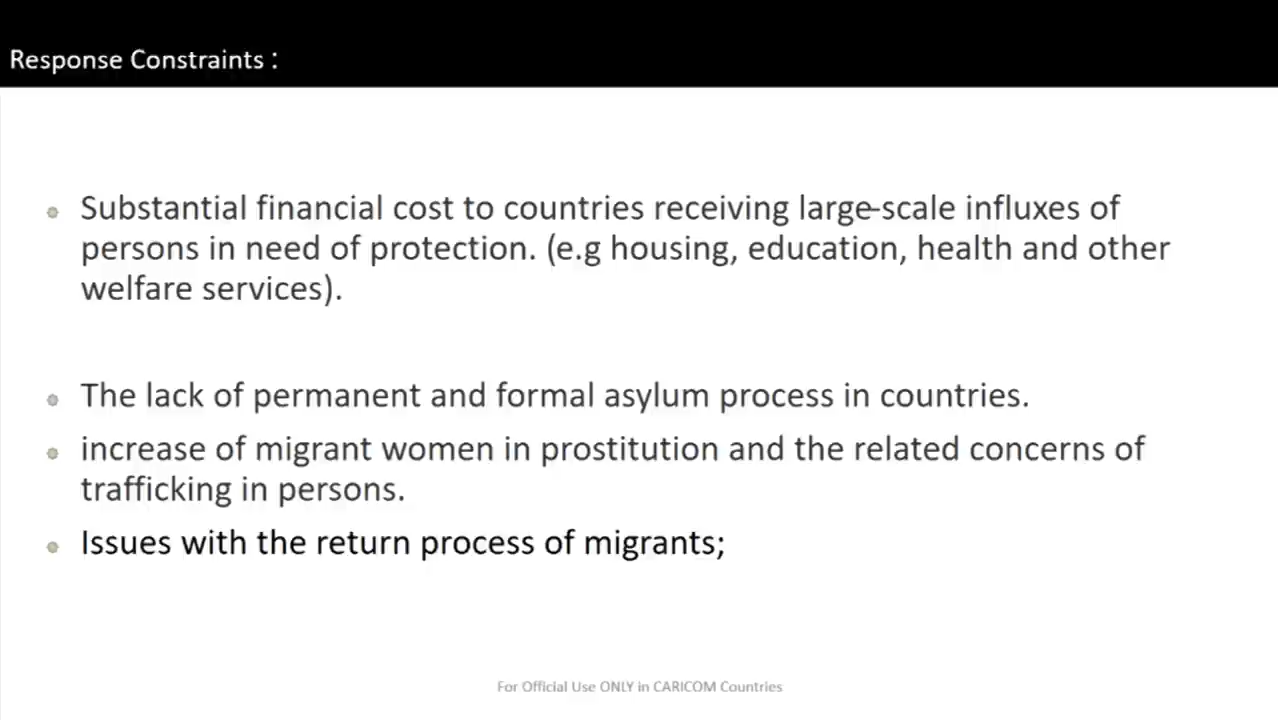 Response Constraints :
Substantial financial cost to countries receiving large-scale influxes of
persons in need of protection. (e.g housing, education, health and other
welfare services).
The lack of permanent and formal asylum process in countries.
increase of migrant women in prostitution and the related concerns of
trafficking in persons.
Issues with the return process of migrants;
For Official Use ONLY in CARICOM Countries